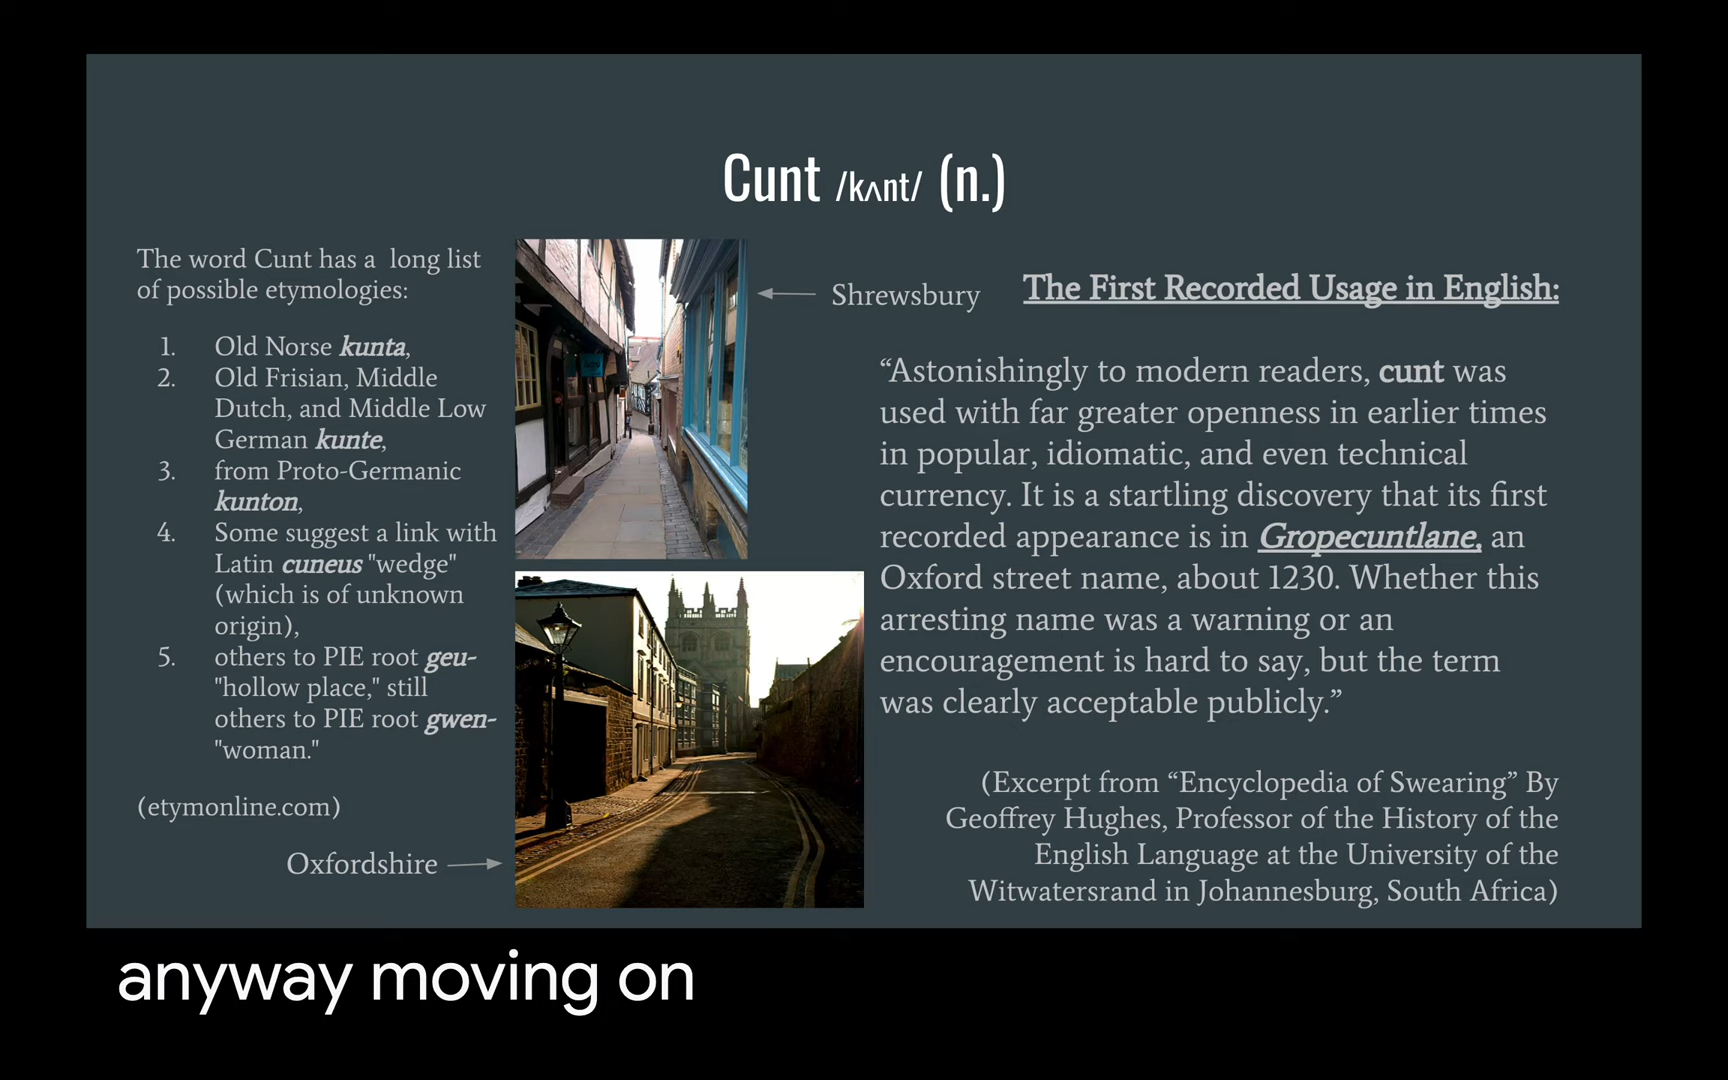 Cunt /kʌnt/ (n.)
The word Cunt has a long list
of possible etymologies:
1. Old Norse kunta,
2. Old Frisian, Middle
Dutch, and Middle Low
German kunte,
3. from Proto-Germanic
kunton,
4. Some suggest a link with
Latin cuneus "wedge"
(which is of unknown
origin),
5. others to PIE root geu-
"hollow place," still
others to PIE root gwen-
"woman."
(etymonline.com)
Oxfordshire
Shrewsbury
The First Recorded Usage in English:
“Astonishingly to modern readers, cunt was
used with far greater openness in earlier times
in popular, idiomatic, and even technical
currency. It is a startling discovery that its first
recorded appearance is in Gropecuntlane, an
Oxford street name, about 1230. Whether this
arresting name was a warning or an
encouragement is hard to say, but the term
was clearly acceptable publicly.”
(Excerpt from “Encyclopedia of Swearing” By
Geoffrey Hughes, Professor of the History of the
English Language at the University of the
Witwatersrand in Johannesburg, South Africa)
anyway moving on